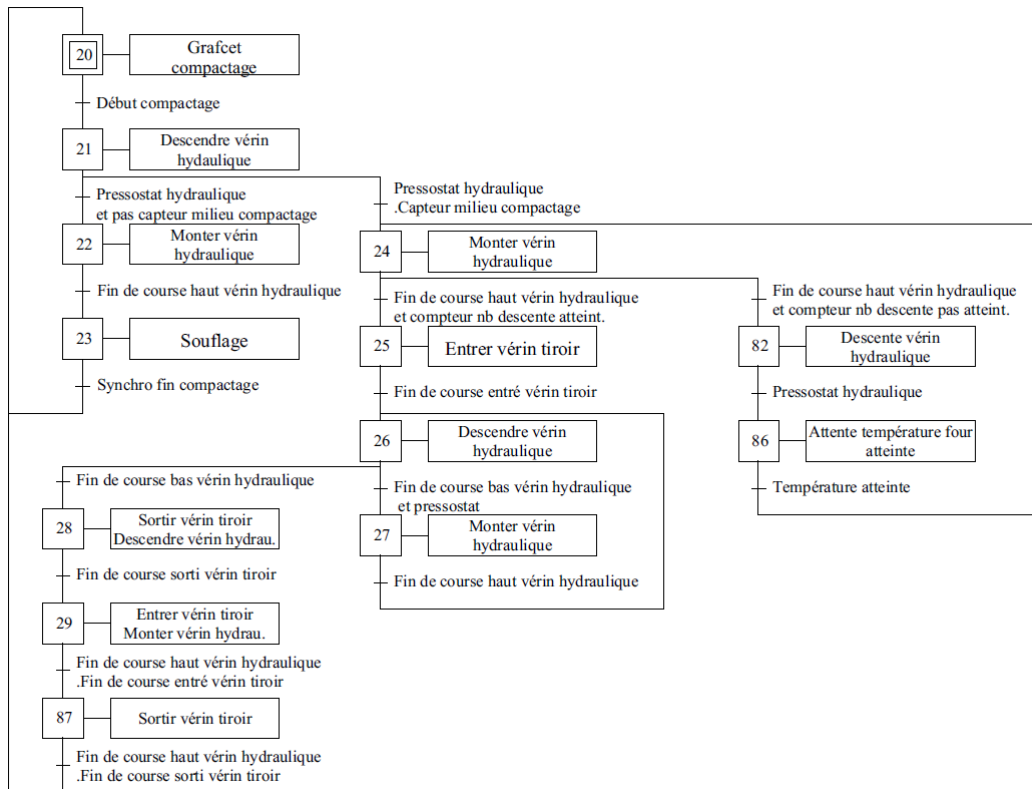 20
Grafcet
compactage
Début compactage
21
Descendre vérin
hydaulique
Pressostat hydraulique
et pas capteur milieu compactage
Pressostat hydraulique
.Capteur milieu compactage
22
Monter vérin
hydraulique
24
Monter vérin
hydraulique
Fin de course haut vérin hydraulique
Fin de course haut vérin hydraulique
et compteur nb descente atteint.
Fin de course haut vérin hydraulique
et compteur nb descente pas atteint.
23
Souflage
25
Entrer vérin tiroir
82
Descente vérin
hydraulique
Synchro fin compactage
Fin de course entré vérin tiroir
Pressostat hydraulique
26
Descendre vérin
hydraulique
86
Attente température four
atteinte
Fin de course bas vérin hydraulique
Fin de course bas vérin hydraulique
et pressostat
Température atteinte
28
Sortir vérin tiroir
Descendre vérin hydrau.
27
Monter vérin
hydraulique
Fin de course sorti vérin tiroir
Fin de course haut vérin hydraulique
29
Entrer vérin tiroir
Monter vérin hydrau.
Fin de course haut vérin hydraulique
.Fin de course entré vérin tiroir
87
Sortir vérin tiroir
Fin de course haut vérin hydraulique
.Fin de course sorti vérin tiroir